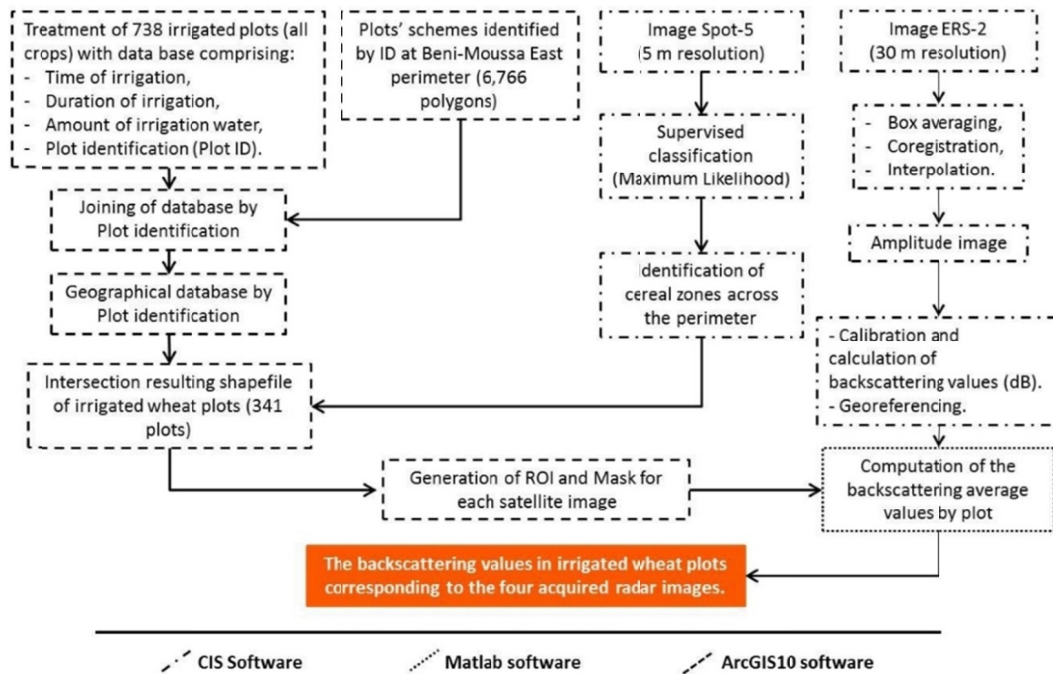 Treatment of 738 irrigated plots (all
crops) with data base comprising:
- Time of irrigation,
- Duration of irrigation,
- Amount of irrigation water,
- Plot identification (Plot ID).
Plots’ schemes identified
by ID at Beni-Moussa East
perimeter (6,766
polygons)
Image Spot-5
(5 m resolution)
Image ERS-2
(30 m resolution)
Supervised
classification
(Maximum Likelihood)
- Box averaging,
- Coregistration,
- Interpolation.
Joining of database by
Plot identification
Amplitude image
Geographical database by
Plot identification
Identification of
cereal zones across
the perimeter
- Calibration and
calculation of
backscattering values (dB).
- Georeferencing.
Intersection resulting shapefile
of irrigated wheat plots (341
plots)
Generation of ROI and Mask for
each satellite image
Computation of the
backscattering average
values by plot
The backscattering values in irrigated wheat plots
corresponding to the four acquired radar images.
CIS Software
Matlab software
ArcGIS10 software